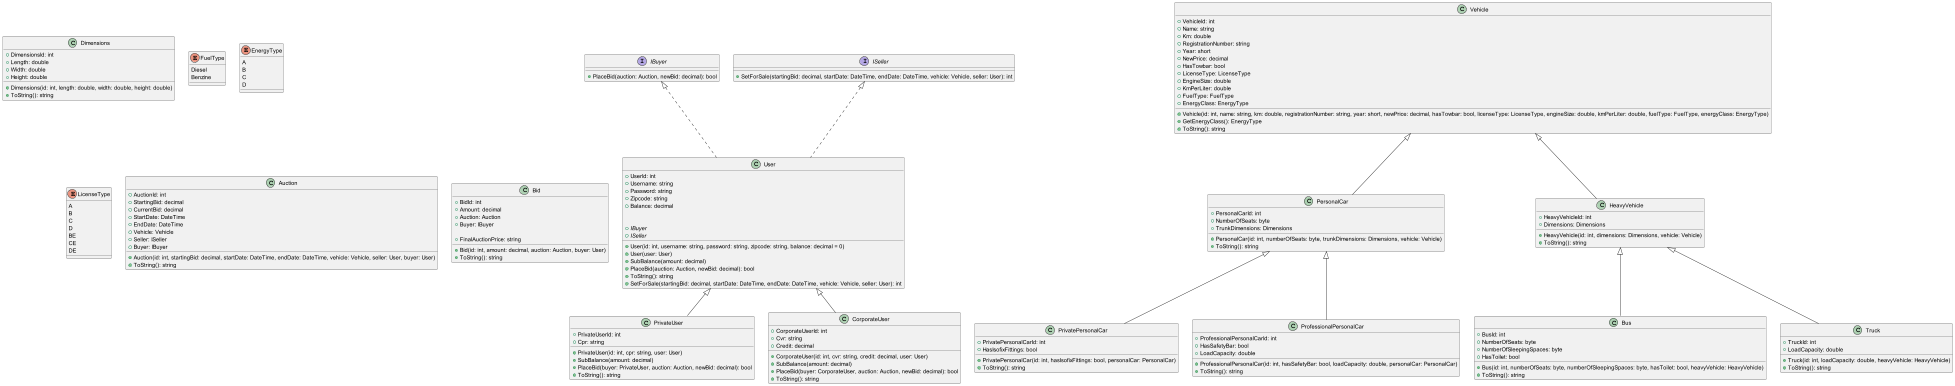 Dimensions
DimensionsId: int
Length: double
Width: double
Height: double
Dimensions(id: int, length: double, width: double, height: double)
ToString(): string
FuelType
Diesel
Benzine
EnergyType
A
B
C
D
IBuyer
PlaceBid(auction: Auction, newBid: decimal): bool
ISeller
SetForSale(startingBid: decimal, startDate: DateTime, endDate: DateTime, vehicle: Vehicle, seller: User): int
Vehicle
VehicleId: int
Name: string
Km: double
RegistrationNumber: string
Year: short
NewPrice: decimal
HasTowbar: bool
LicenseType: LicenseType
EngineSize: double
KmPerLiter: double
FuelType: FuelType
EnergyClass: EnergyType
Vehicle(id: int, name: string, km: double, registrationNumber: string, year: short, newPrice: decimal, hasTowbar: bool, licenseType: LicenseType, engineSize: double, kmPerLiter: double, fuelType: FuelType, energyClass: EnergyType)
GetEnergyClass(): EnergyType
ToString(): string
LicenseType
A
B
C
D
BE
CE
DE
Auction
AuctionId: int
StartingBid: decimal
CurrentBid: decimal
StartDate: DateTime
EndDate: DateTime
Vehicle: Vehicle
Seller: ISeller
Buyer: IBuyer
Auction(id: int, startingBid: decimal, startDate: DateTime, endDate: DateTime, vehicle: Vehicle, seller: User, buyer: User)
ToString(): string
Bid
BidId: int
Amount: decimal
Auction: Auction
Buyer: IBuyer
FinalAuctionPrice: string
Bid(id: int, amount: decimal, auction: Auction, buyer: User)
ToString(): string
User
UserId: int
Username: string
Password: string
Zipcode: string
Balance: decimal
IBuyer
ISeller
User(id: int, username: string, password: string, zipcode: string, balance: decimal = 0)
User(user: User)
SubBalance(amount: decimal)
PlaceBid(auction: Auction, newBid: decimal): bool
ToString(): string
SetForSale(startingBid: decimal, startDate: DateTime, endDate: DateTime, vehicle: Vehicle, seller: User): int
PersonalCar
PersonalCarId: int
NumberOfSeats: byte
TrunkDimensions: Dimensions
PersonalCar(id: int, numberOfSeats: byte, trunkDimensions: Dimensions, vehicle: Vehicle)
ToString(): string
HeavyVehicle
HeavyVehicleId: int
Dimensions: Dimensions
HeavyVehicle(id: int, dimensions: Dimensions, vehicle: Vehicle)
ToString(): string
PrivateUser
PrivateUserId: int
Cpr: string
PrivateUser(id: int, cpr: string, user: User)
SubBalance(amount: decimal)
PlaceBid(buyer: PrivateUser, auction: Auction, newBid: decimal): bool
ToString(): string
CorporateUser
CorporateUserId: int
Cvr: string
Credit: decimal
CorporateUser(id: int, cvr: string, credit: decimal, user: User)
SubBalance(amount: decimal)
PlaceBid(buyer: CorporateUser, auction: Auction, newBid: decimal): bool
ToString(): string
PrivatePersonalCar
PrivatePersonalCarId: int
HasIsofixFittings: bool
PrivatePersonalCar(id: int, hasIsofixFittings: bool, personalCar: PersonalCar)
ToString(): string
ProfessionalPersonalCar
ProfessionalPersonalCarId: int
HasSafetyBar: bool
LoadCapacity: double
ProfessionalPersonalCar(id: int, hasSafetyBar: bool, loadCapacity: double, personalCar: PersonalCar)
ToString(): string
Bus
BusId: int
NumberOfSeats: byte
NumberOfSleepingSpaces: byte
HasToilet: bool
Bus(id: int, numberOfSeats: byte, numberOfSleepingSpaces: byte, hasToilet: bool, heavyVehicle: HeavyVehicle)
ToString(): string
Truck
TruckId: int
LoadCapacity: double
Truck(id: int, loadCapacity: double, heavyVehicle: HeavyVehicle)
ToString(): string